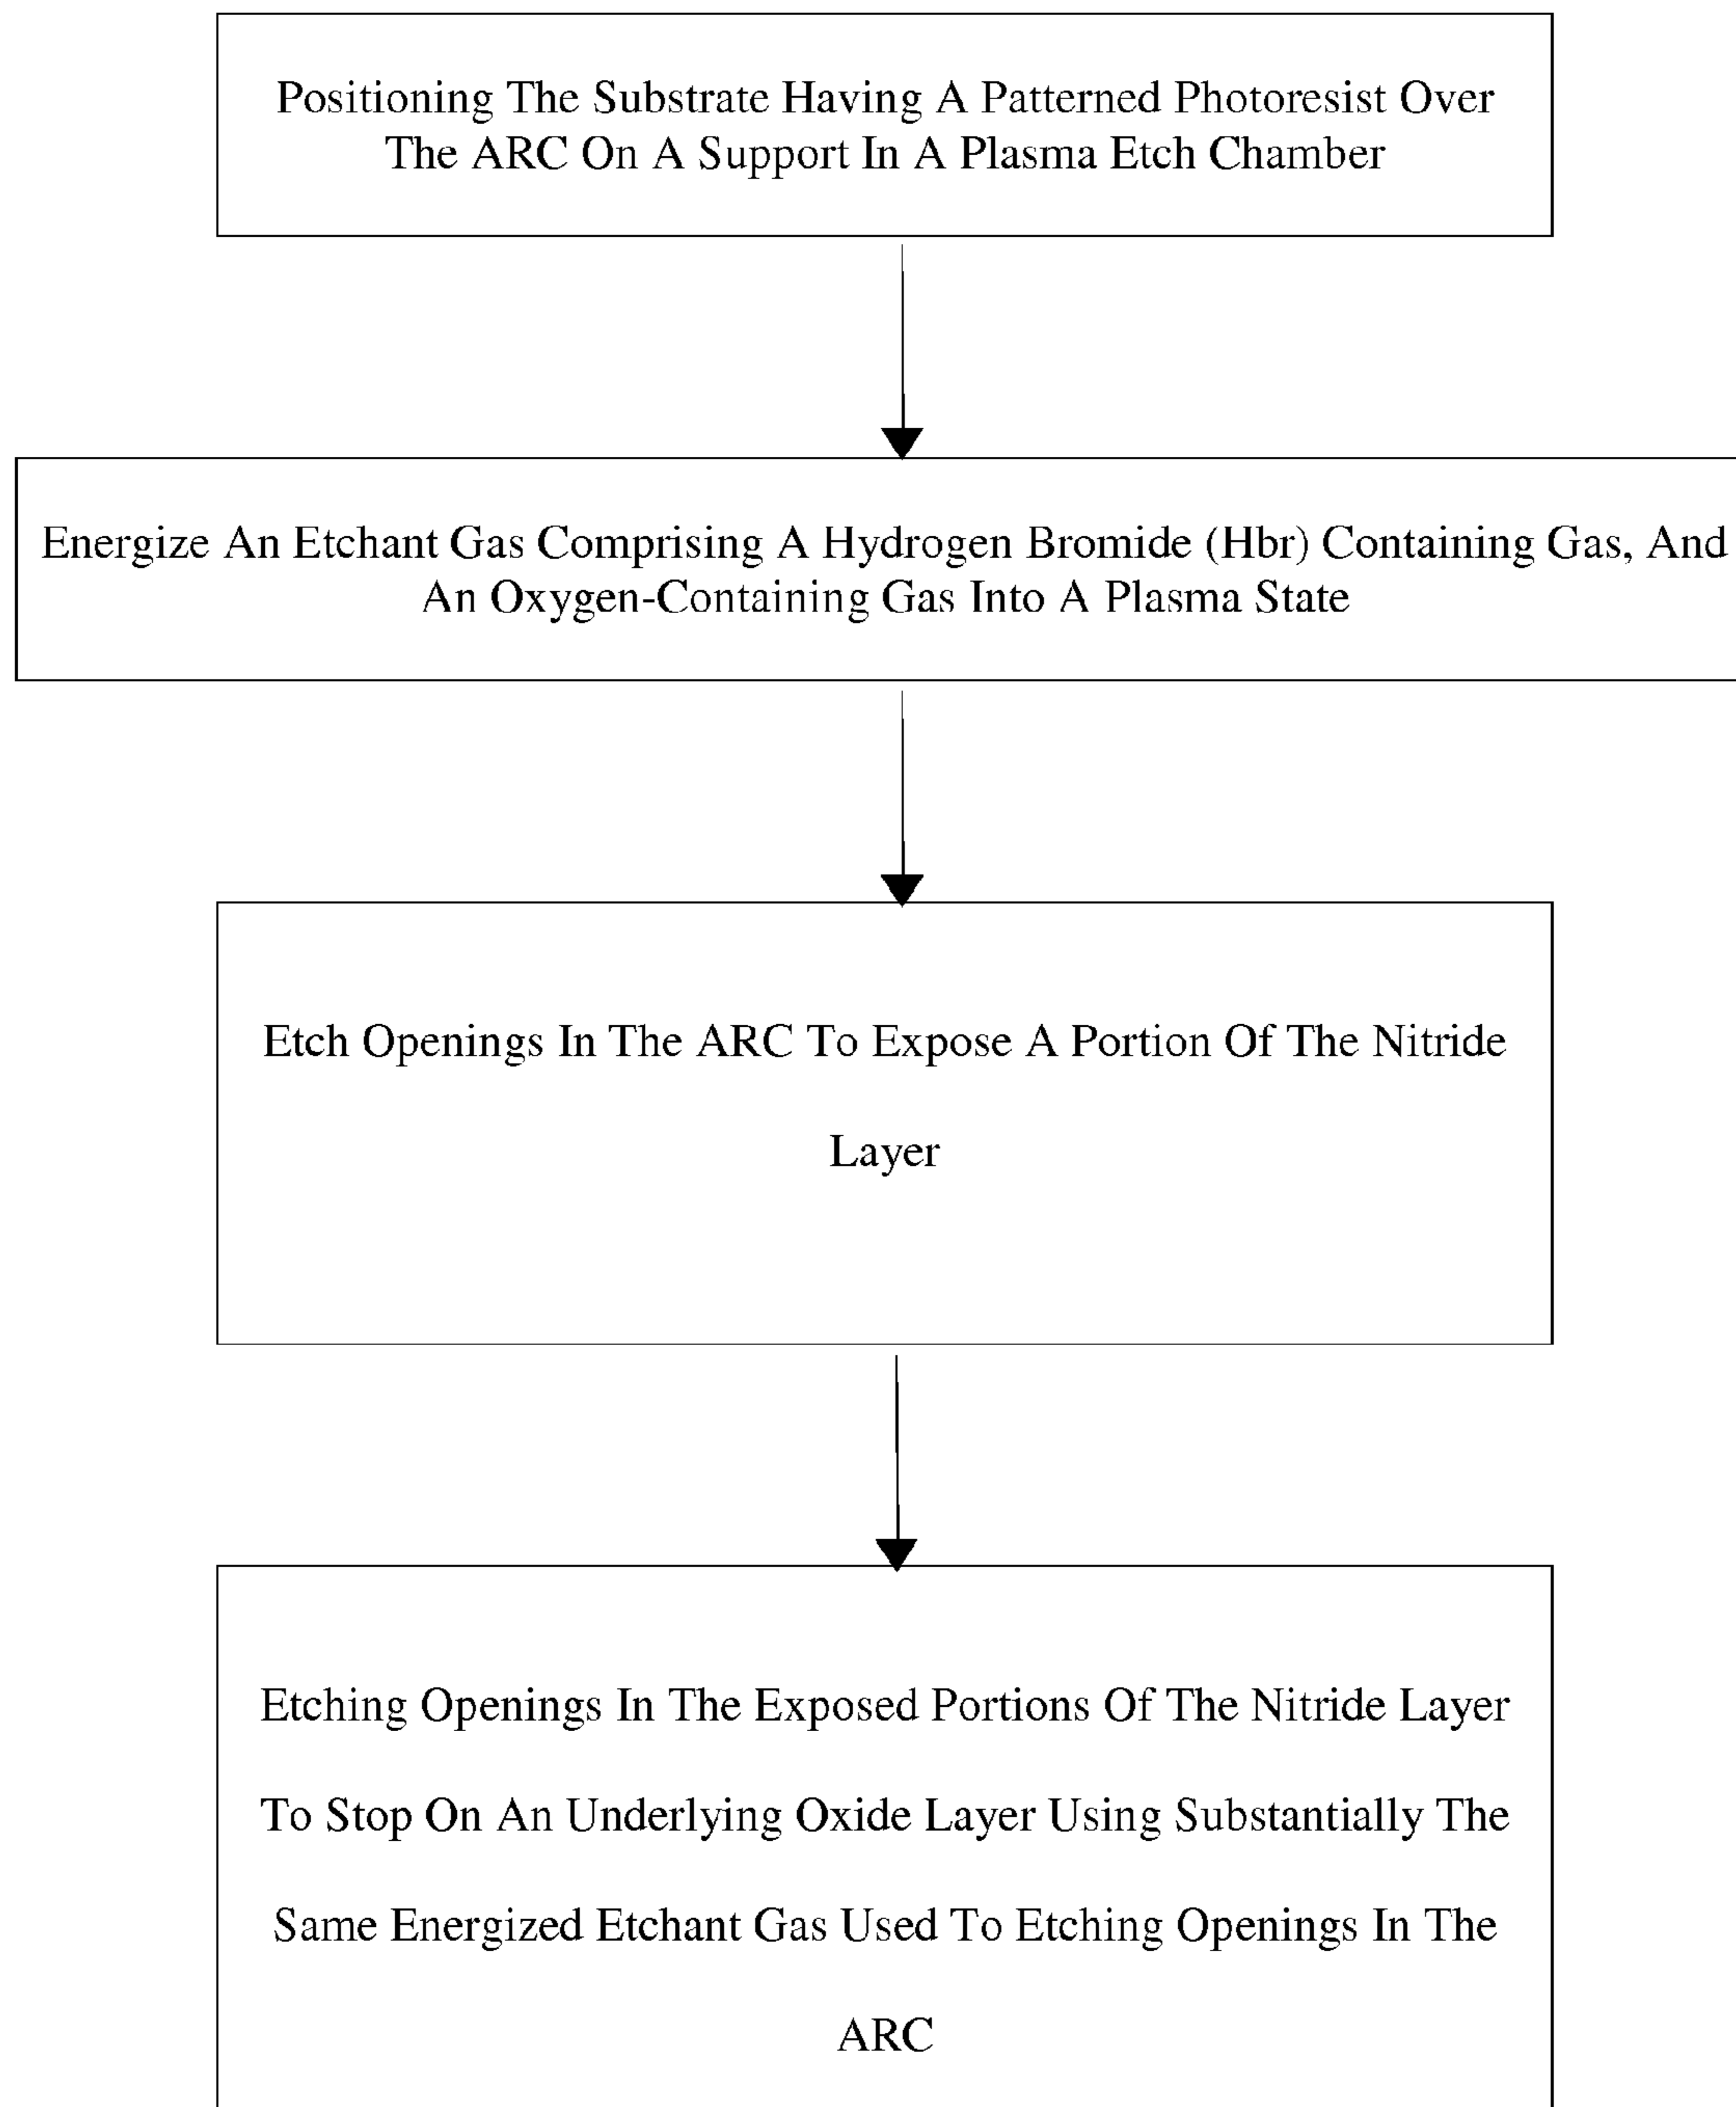 Positioning The Substrate Having A Patterned Photoresist Over
The ARC On A Support In A Plasma Etch Chamber
Energize An Etchant Gas Comprising A Hydrogen Bromide (Hbr) Containing Gas, And
An Oxygen-Containing Gas Into A Plasma State
Etch Openings In The ARC To Expose A Portion Of The Nitride
Layer
Etching Openings In The Exposed Portions Of The Nitride Layer
To Stop On An Underlying Oxide Layer Using Substantially The
Same Energized Etchant Gas Used To Etching Openings In The
ARC